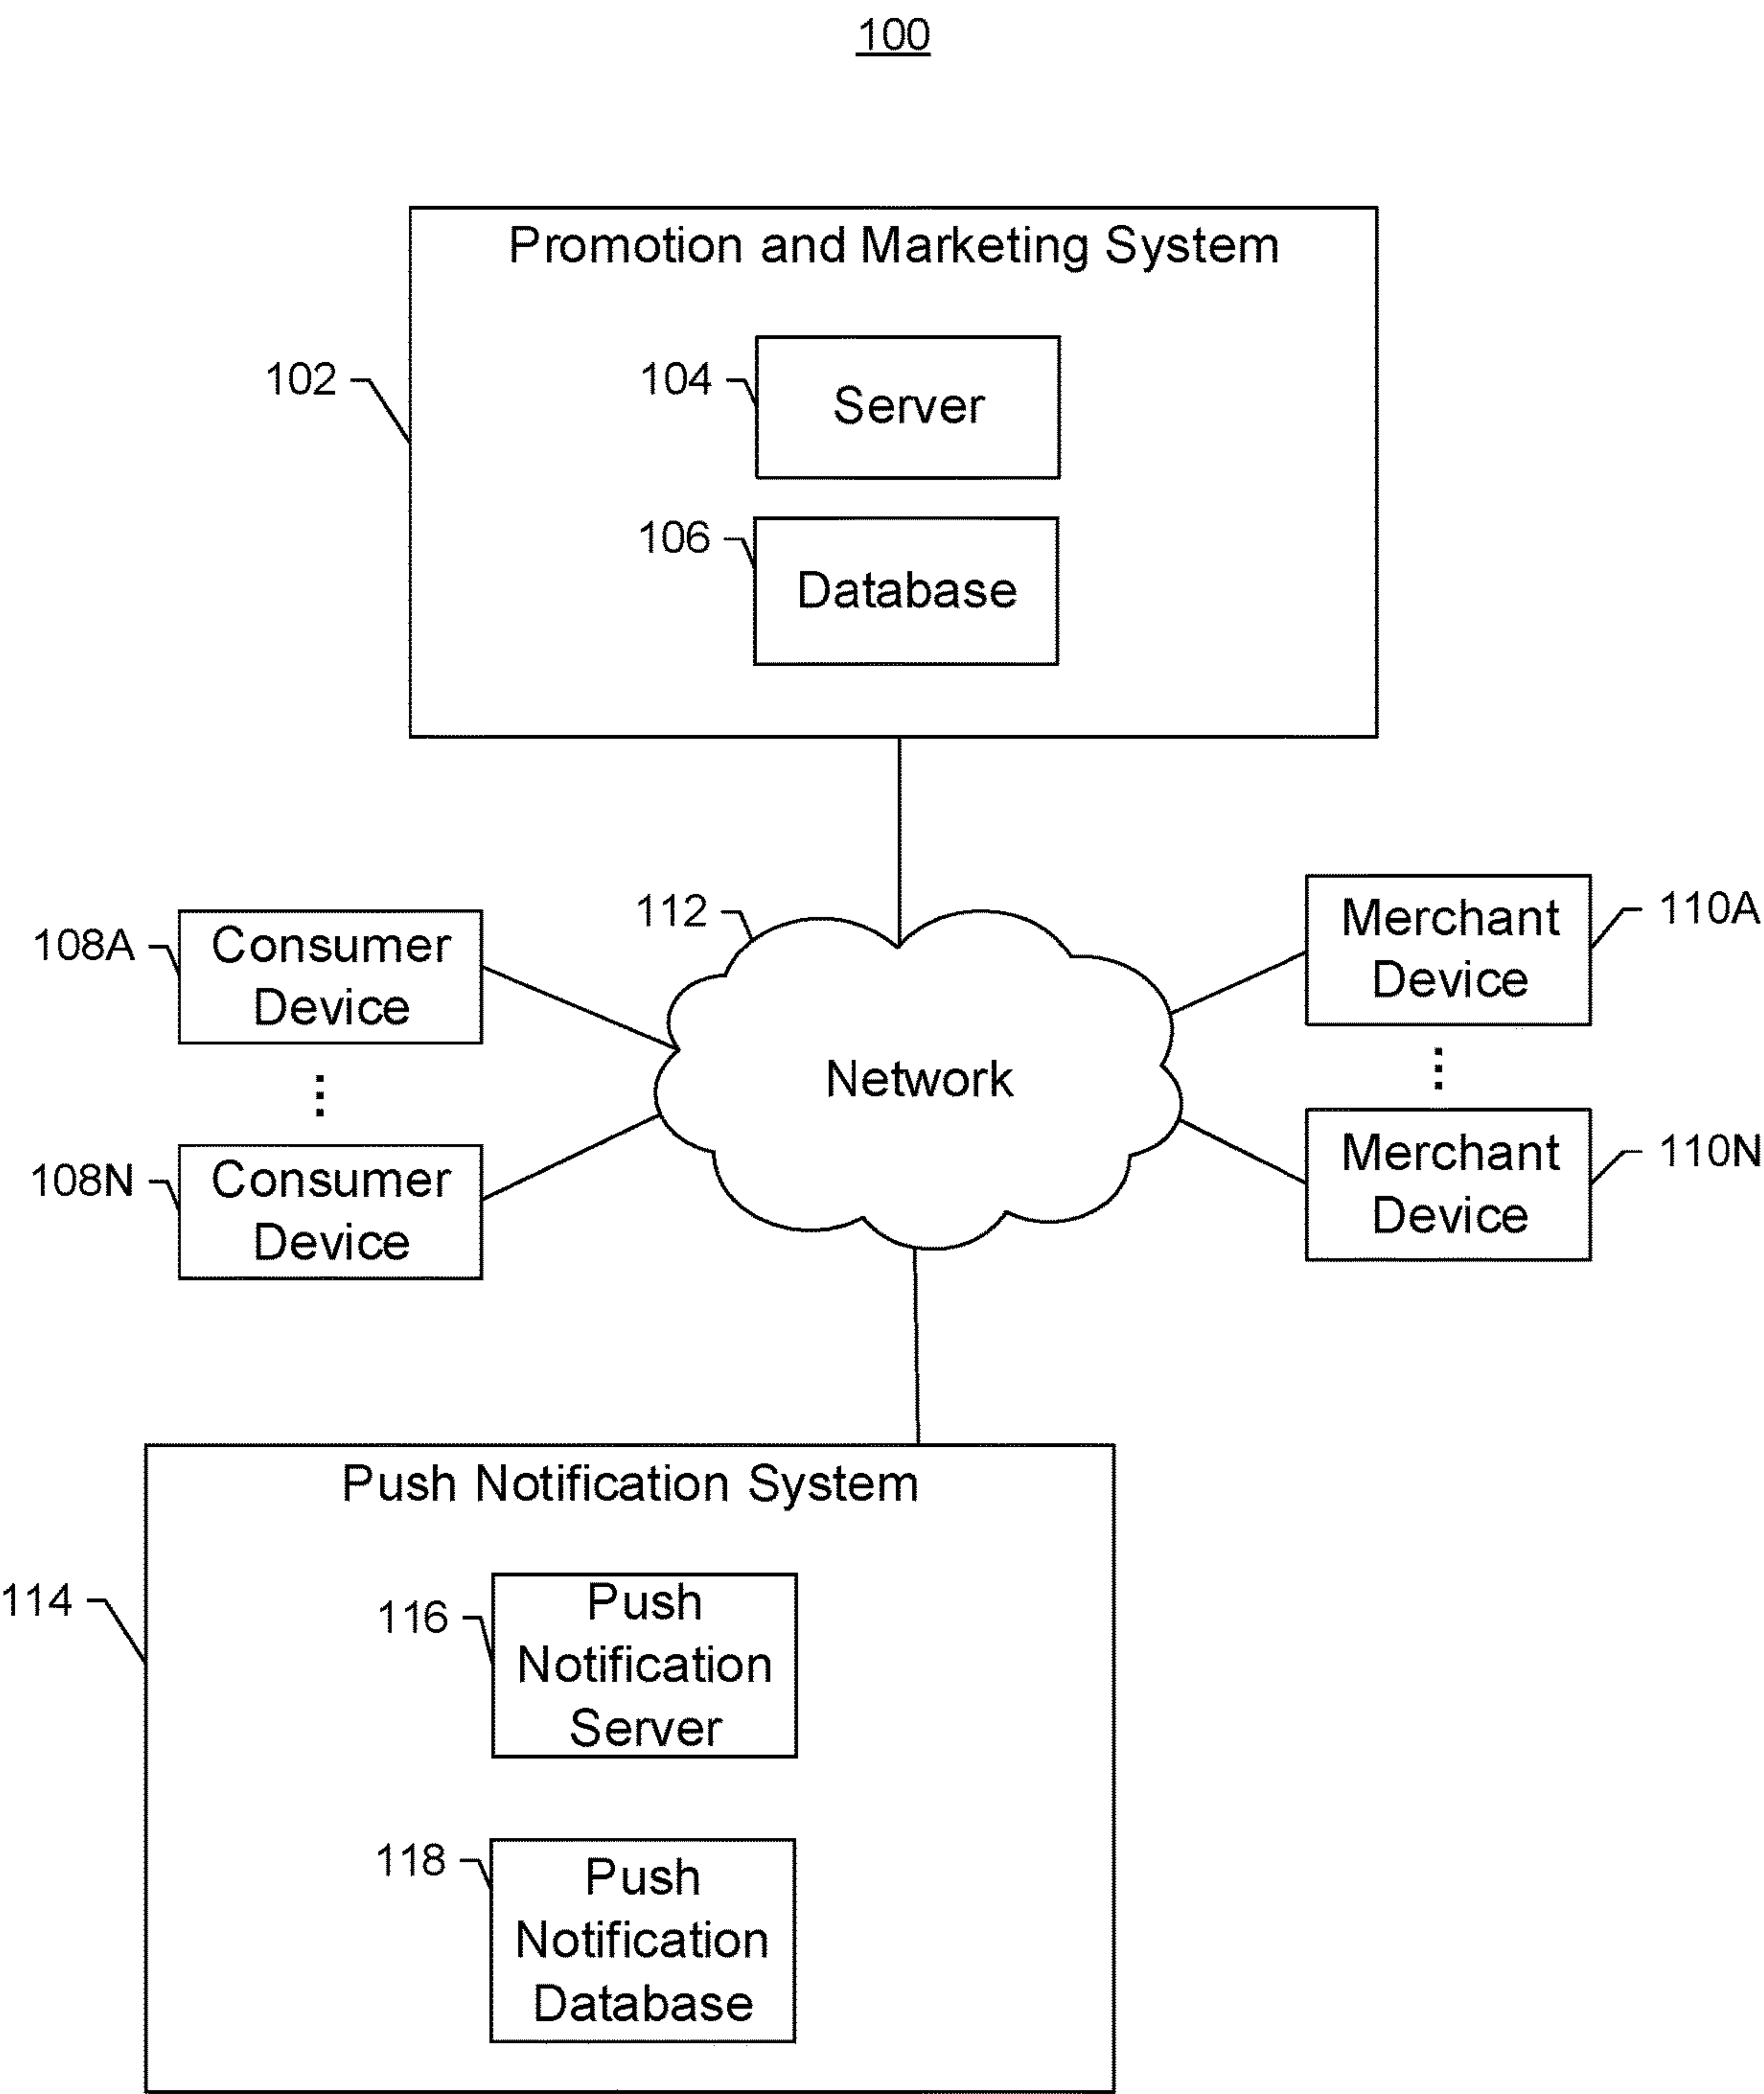 100
Promotion and Marketing System
102
104
Server
106
Database
112
108A
Consumer
Device
110A
Merchant
Device
Network
108N
Consumer
Device
110N
Merchant
Device
Push Notification System
114
116
Push
Notification
Server
118
Push
Notification
Database